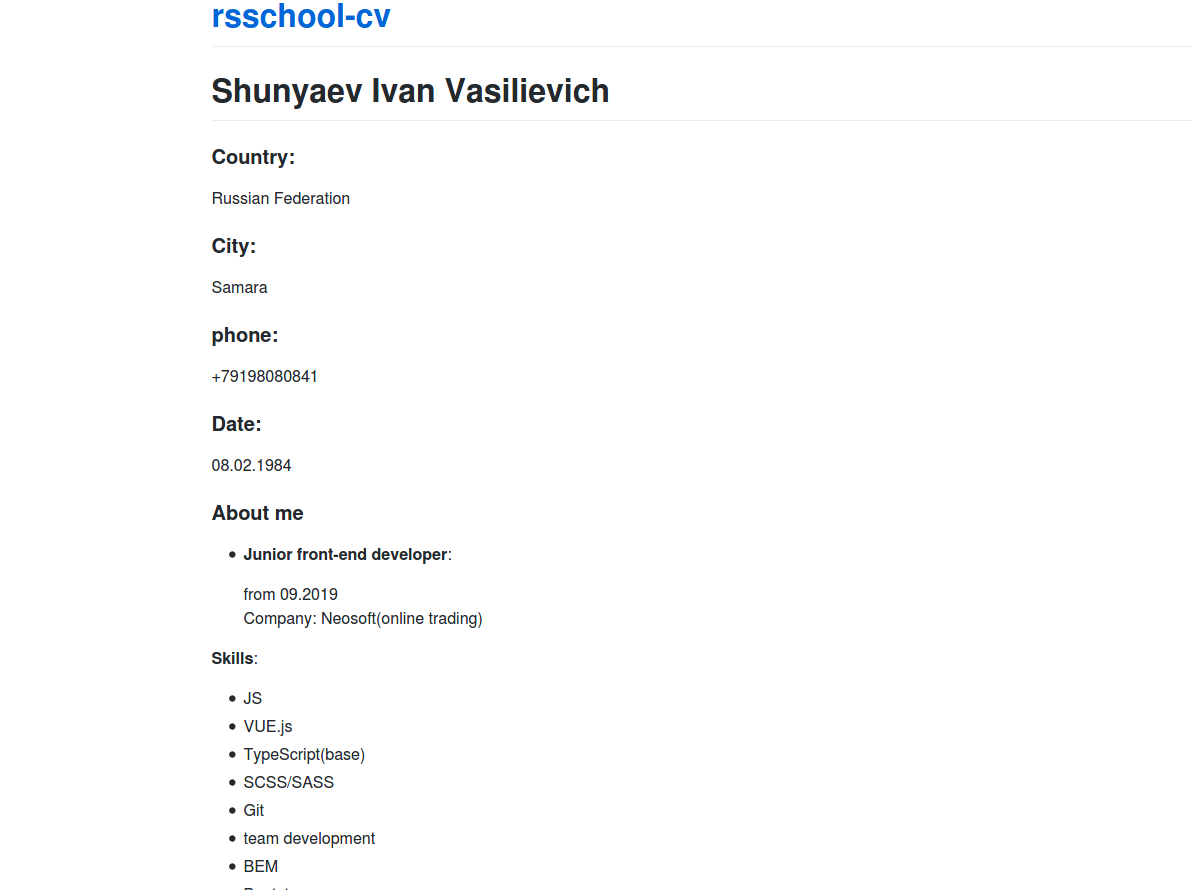 rsschool-cv
Shunyaev Ivan Vasilievich
Country:
Russian Federation
City:
Samara
phone:
+79198080841
Date:
08.02.1984
About me
Junior front-end developer:
from 09.2019
Company: Neosoft(online trading)
Skills:
JS
VUE.js
TypeScript(base)
SCSS/SASS
Git
team development
BEM